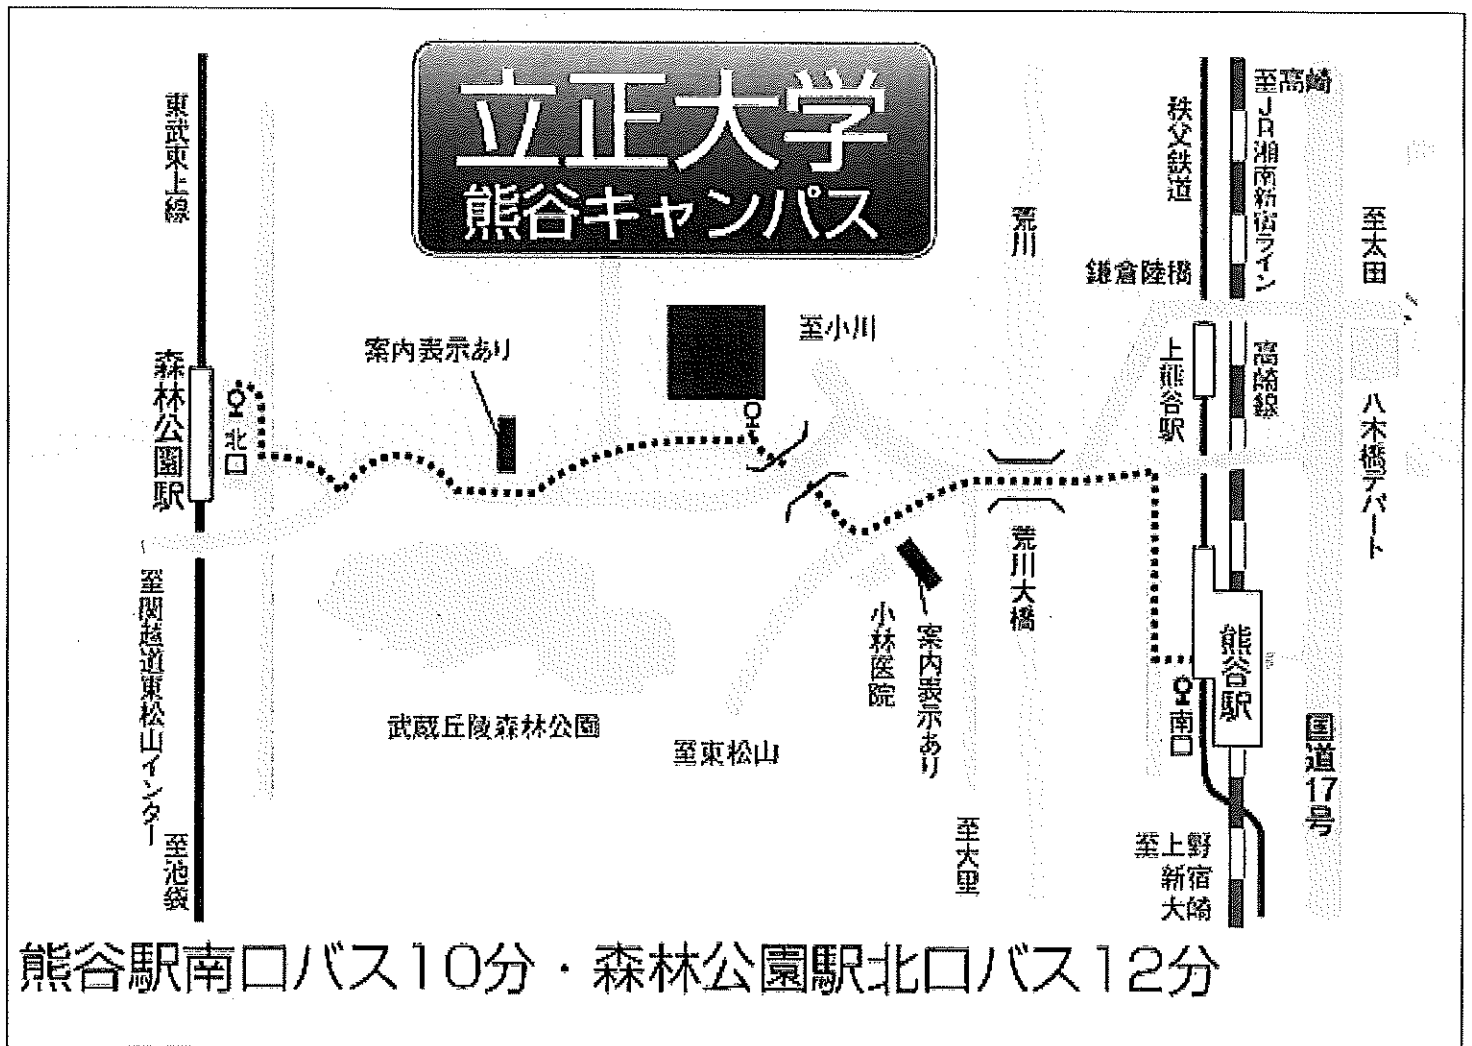 立正大学
熊谷キャンパス
東武東上線
森林公園駅
北口
至関越道東松山インター
至池袋
案内表示あり
武蔵丘陵森林公園
至小川
至東松山
小林医院
案内表示あり
荒川
荒川大橋
至大里
秩父鉄道
鎌倉陸橋
上熊谷駅
至高崎
JR湘南新宿ライン
高崎線
熊谷駅
南口
至上野
新宿
大崎
至太田
八木橋デパート
国道17号
熊谷駅南口バス10分・森林公園駅北口バス12分